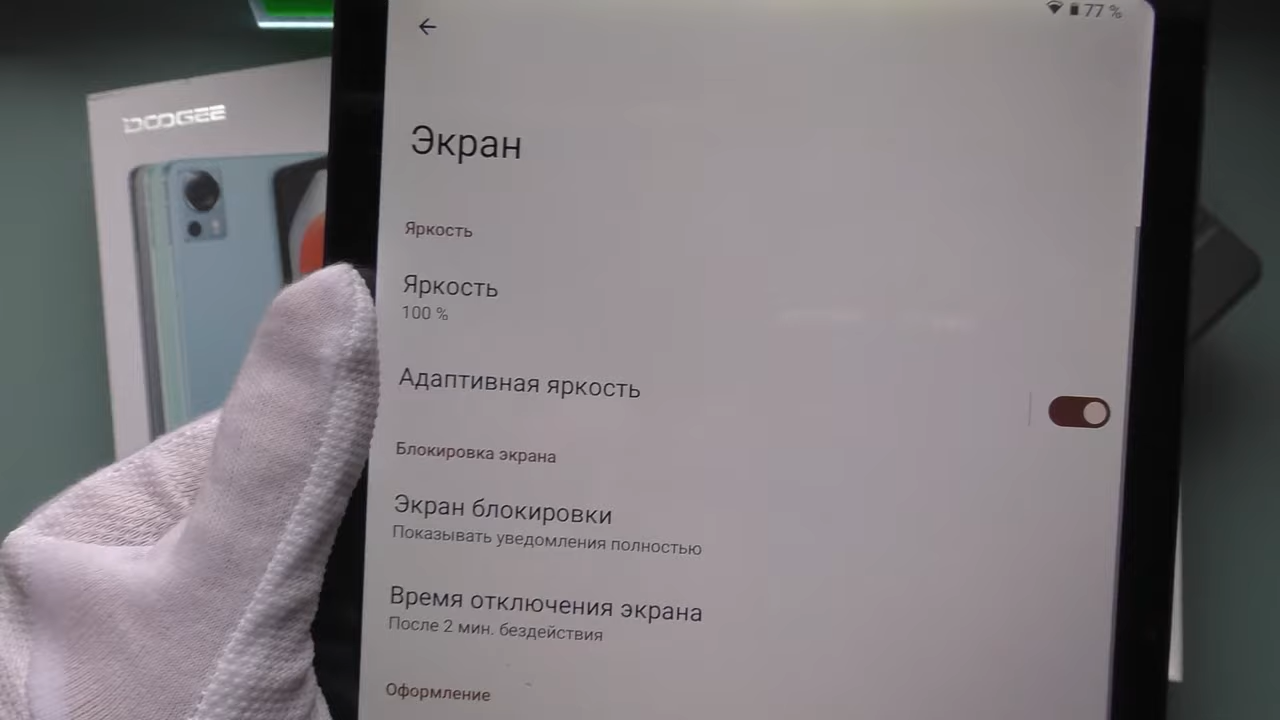 77 %
DOOGEE
Экран
Яркость
Яркость
100 %
Адаптивная яркость
Блокировка экрана
Экран блокировки
Показывать уведомления полностью
Время отключения экрана
После 2 мин. бездействия
Оформление